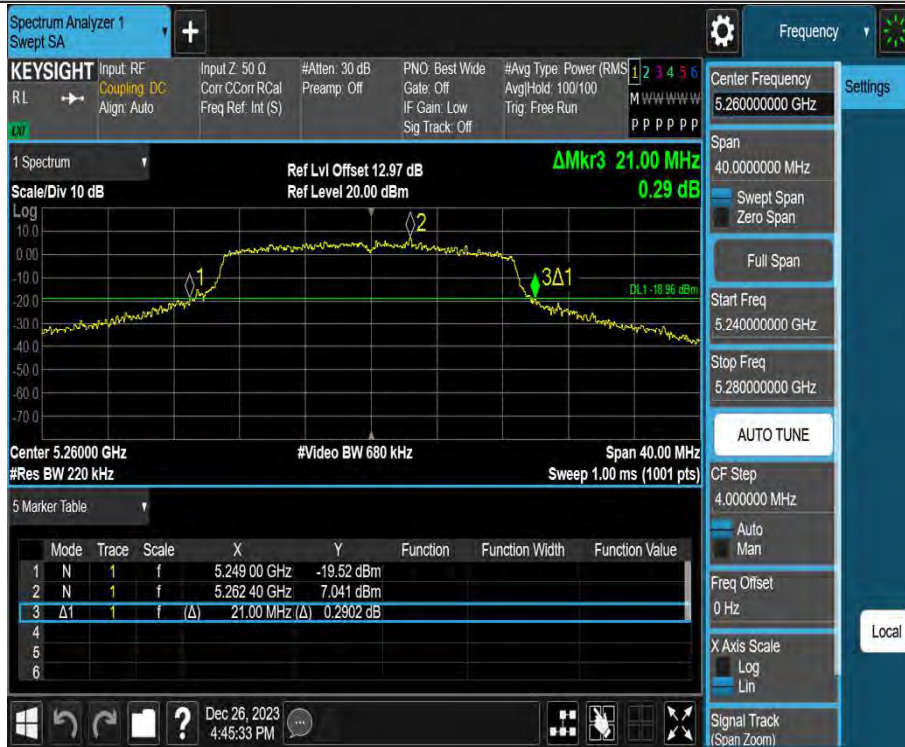 Spectrum Analyzer 1
Swept SA
+
Frequency
KEYSIGHT
RL
LXI
Input: RF
Coupling: DC
Align: Auto
Input Z: 50 Ω
Corr CCorr RCal
Freq Ref: Int (S)
#Atten: 30 dB
Preamp: Off
PNO: Best Wide
Gate: Off
IF Gain: Low
Sig Track: Off
#Avg Type: Power (RMS
Avg|Hold: 100/100
Trig: Free Run
1 2 3 4 5 6
M W W W W W
P P P P P P
1 Spectrum
Scale/Div 10 dB
Ref Lvl Offset 12.97 dB
Ref Level 20.00 dBm
ΔMkr3 21.00 MHz
0.29 dB
Log
10.0
0.00
-10.0
-20.0
-30.0
-40.0
-50.0
-60.0
-70.0
1
2
3Δ1
DL1 -18.96 dBm
Center 5.26000 GHz
#Video BW 680 kHz
Span 40.00 MHz
#Res BW 220 kHz
Sweep 1.00 ms (1001 pts)
5 Marker Table
Mode Trace Scale X Y Function Function Width Function Value
1 N 1 f 5.249 00 GHz -19.52 dBm
2 N 1 f 5.262 40 GHz 7.041 dBm
3 Δ1 1 f (Δ) 21.00 MHz (Δ) 0.2902 dB
4
5
6
Dec 26, 2023
4:45:33 PM
?
Center Frequency
5.260000000 GHz
Span
40.0000000 MHz
Swept Span
Zero Span
Full Span
Start Freq
5.240000000 GHz
Stop Freq
5.280000000 GHz
AUTO TUNE
CF Step
4.000000 MHz
Auto
Man
Freq Offset
0 Hz
X Axis Scale
Log
Lin
Signal Track
(Span Zoom)
Settings
Local